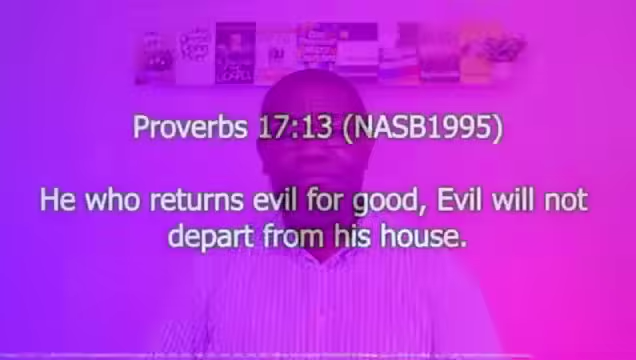 Proverbs 17:13 (NASB1995)
He who returns evil for good, Evil will not
depart from his house.